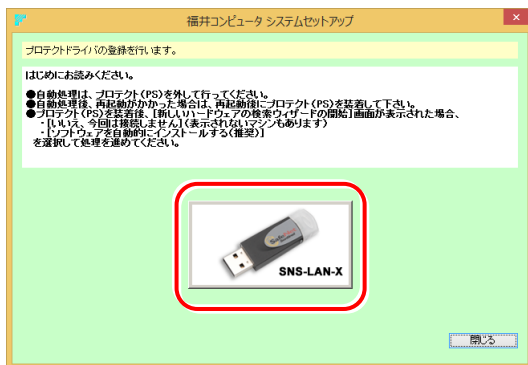 福井コンピュータ システムセットアップ
プロテクトドライバの登録を行います。
はじめにお読みください。
●自動処理は、プロテクト(PS)を外して行ってください。
●自動処理後、再起動がかかった場合は、再起動後にプロテクト(PS)を装着して下さい。
●プロテクト(PS)を装着後、[新しいハードウェアの検索ウィザードの開始]画面が表示された場合、
・[いいえ、今回は接続しません](表示されないマシンもあります)
・[ソフトウェアを自動的にインストールする(推奨)]
を選択して処理を進めてください。
SNS-LAN-X
閉じる